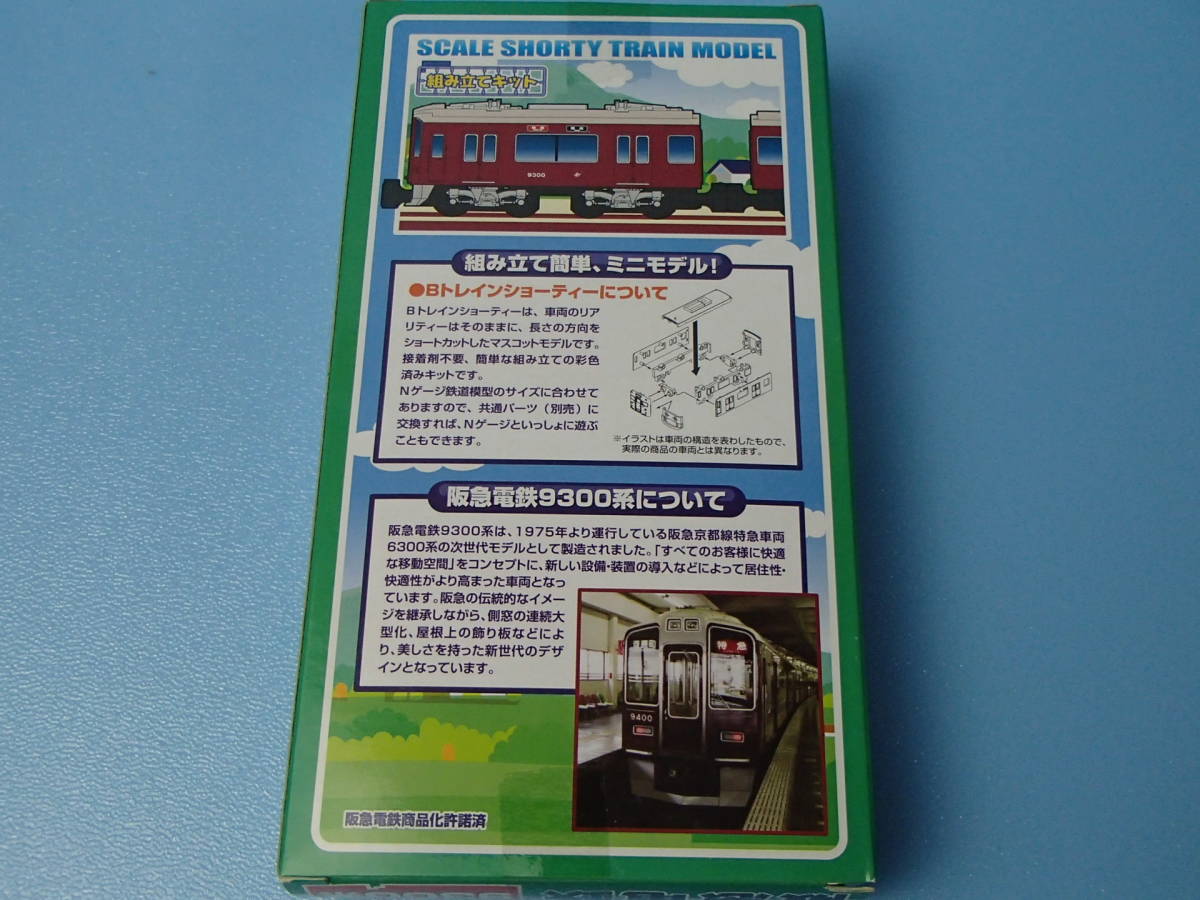 SCALE SHORTY TRAIN MODEL
組み立てキット
9300
組み立て簡単、ミニモデル!
●Bトレインショーティーについて
Bトレインショーティーは、車両のリア
リティーはそのままに、長さの方向を
ショートカットしたマスコットモデルです。
接着剤不要、簡単な組み立ての彩色
済みキットです。
Nゲージ鉄道模型のサイズに合わせて
ありますので、共通パーツ(別売)に
交換すれば、Nゲージといっしょに遊ぶ
こともできます。
※イラストは車両の構造を表わしたもので、
実際の商品の車両とは異なります。
阪急電鉄9300系について
阪急電鉄9300系は、1975年より運行している阪急京都線特急車両
6300系の次世代モデルとして製造されました。「すべてのお客様に快適
な移動空間」をコンセプトに、新しい設備・装置の導入などによって居住性・
快適性がより高まった車両となっ
ています。阪急の伝統的なイメー
ジを継承しながら、側窓の連続大
型化、屋根上の飾り板などによ
り、美しさを持った新世代のデザ
インとなっています。
特急
9400
阪急電鉄商品化許諾済